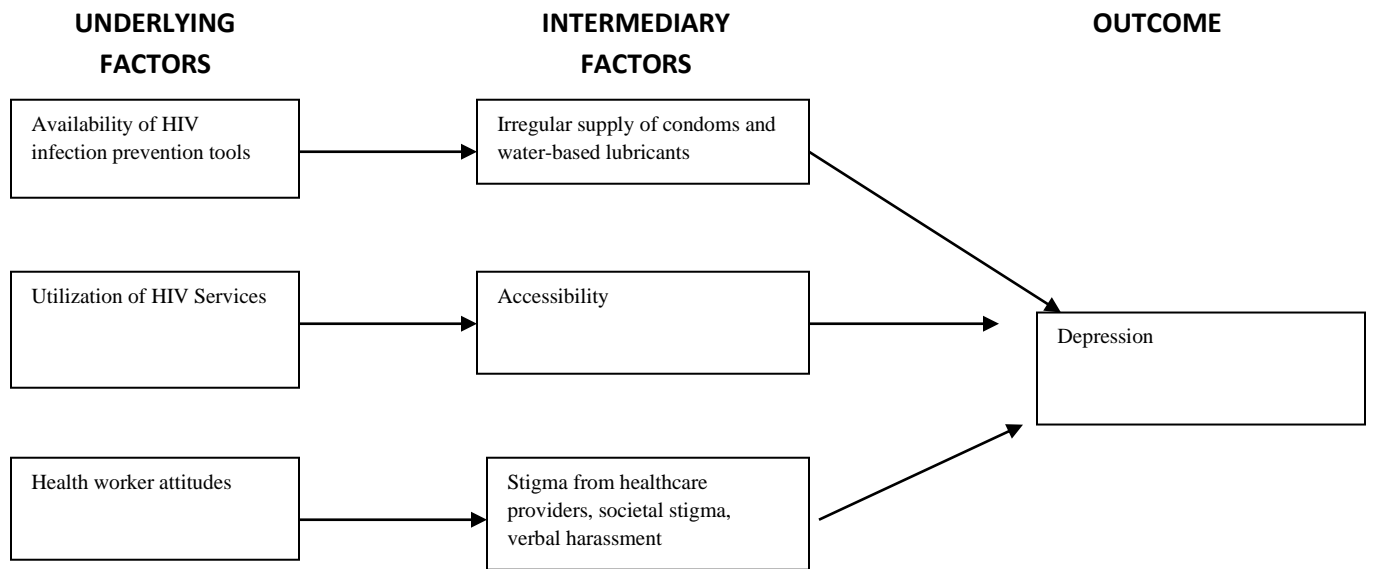 UNDERLYING
FACTORS
INTERMEDIARY
FACTORS
OUTCOME
Availability of HIV
infection prevention tools
Irregular supply of condoms and
water-based lubricants
Utilization of HIV Services
Accessibility
Depression
Health worker attitudes
Stigma from healthcare
providers, societal stigma,
verbal harassment